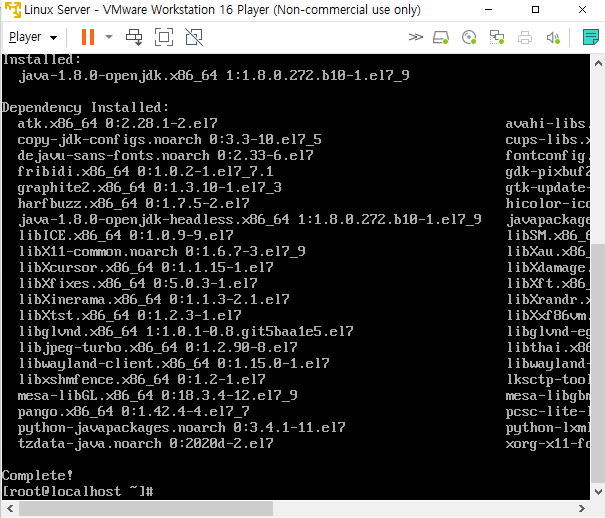 Linux Server - VMware Workstation 16 Player (Non-commercial use only)
Player
Installed:
java-1.8.0-openjdk.x86_64 1:1.8.0.272.b10-1.el7_9
Dependency Installed:
atk.x86_64 0:2.28.1-2.el7 avahi-libs.
copy-jdk-configs.noarch 0:3.3-10.el7_5 cups-libs.x
dejavu-sans-fonts.noarch 0:2.33-6.el7 fontconfig.
fribidi.x86_64 0:1.0.2-1.el7_7.1 gdk-pixbuf2
graphite2.x86_64 0:1.3.10-1.el7_3 gtk-update-
harfbuzz.x86_64 0:1.7.5-2.el7 hicolor-ico
java-1.8.0-openjdk-headless.x86_64 1:1.8.0.272.b10-1.el7_9 javapackage
libICE.x86_64 0:1.0.9-9.el7 libSM.x86_6
libX11-common.noarch 0:1.6.7-3.el7_9 libXau.x86_
libXcursor.x86_64 0:1.1.15-1.el7 libXdamage.
libXfixes.x86_64 0:5.0.3-1.el7 libXft.x86_
libXinerama.x86_64 0:1.1.3-2.1.el7 libXrandr.x
libXtst.x86_64 0:1.2.3-1.el7 libXxf86vm.
libglvnd.x86_64 1:1.0.1-0.8.git5baa1e5.el7 libglvnd-eg
libjpeg-turbo.x86_64 0:1.2.90-8.el7 libthai.x86
libwayland-client.x86_64 0:1.15.0-1.el7 libwaylan
libxshmfence.x86_64 0:1.2-1.el7 lksctp-tool
mesa-libGL.x86_64 0:18.3.4-12.el7_9 mesa-libgbm
pango.x86_64 0:1.42.4-4.el7_7 pcsc-lite-l
python-javapackages.noarch 0:3.4.1-11.el7 python-lxml
tzdata-java.noarch 0:2020d-2.el7 xorg-x11-fo
Complete!
[root@localhost ~]#